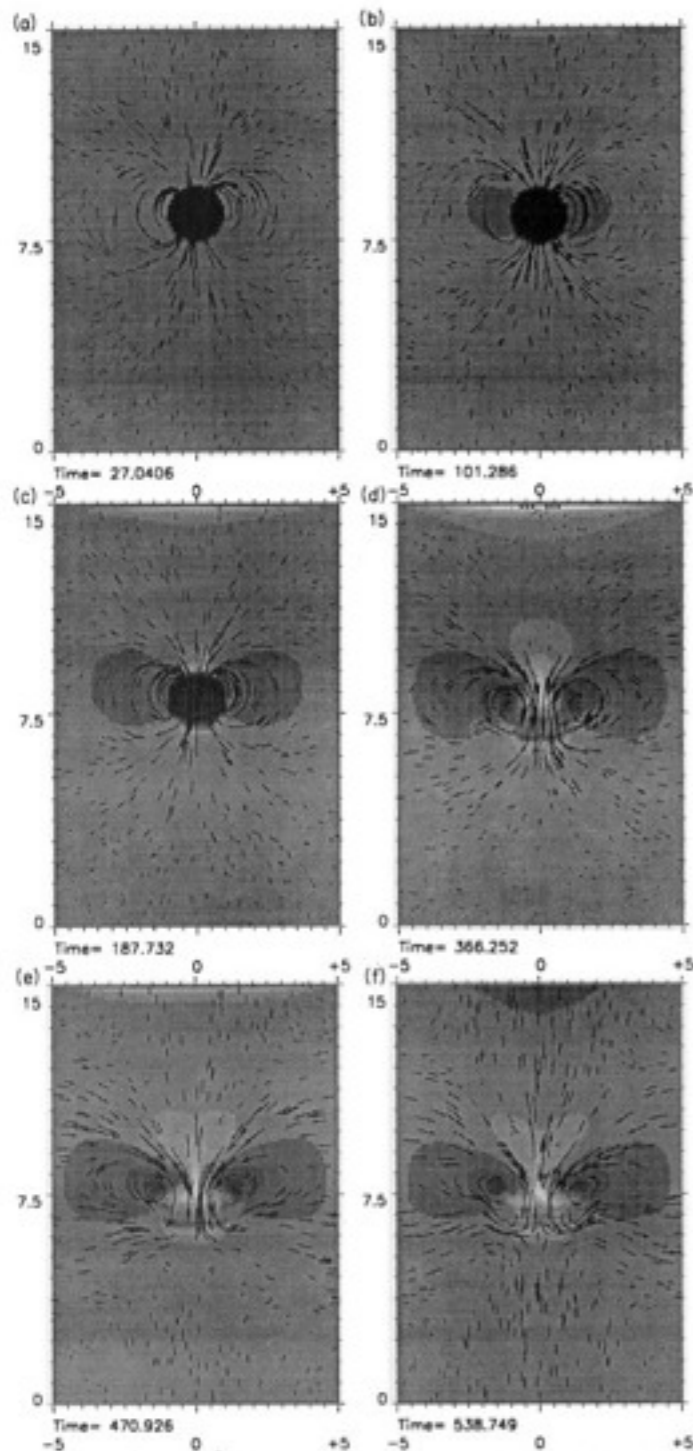 (a) (b)
15 15
7.5 7.5
0 0
Time= 27.0406 Time= 101.286
-5 0 +5 -5 0 +5
(c) (d)
15 15
7.5 7.5
0 0
Time= 187.732 Time= 366.252
-5 0 +5 -5 0 +5
(e) (f)
15 15
7.5 7.5
0 0
Time= 470.926 Time= 538.749
-5 0 +5 -5 0 +5